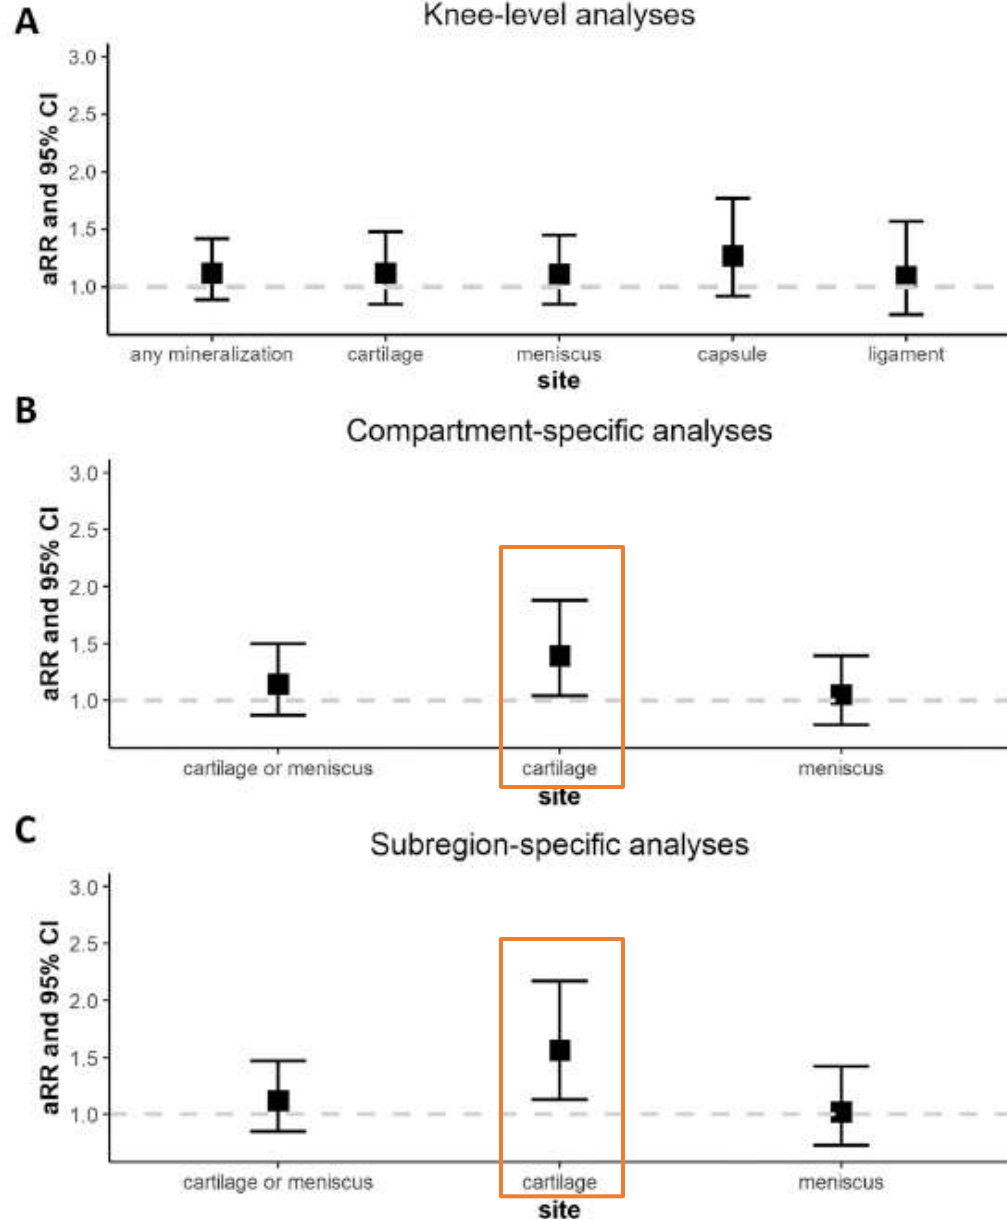 A
Knee-level analyses
aRR and 95% CI
3.0
2.5
2.0
1.5
1.0
any mineralization cartilage meniscus capsule ligament
site
B
Compartment-specific analyses
aRR and 95% CI
3.0
2.5
2.0
1.5
1.0
cartilage or meniscus cartilage meniscus
site
C
Subregion-specific analyses
aRR and 95% CI
3.0
2.5
2.0
1.5
1.0
cartilage or meniscus cartilage meniscus
site